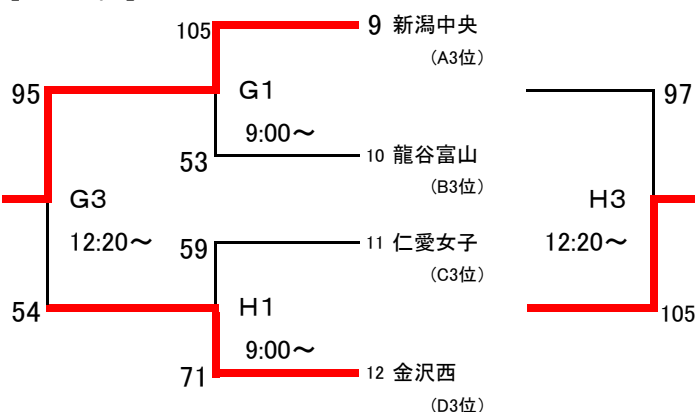 105
9 新潟中央
(A3位)
95
G1
97
9:00～
53
10 龍谷富山
(B3位)
G3
H3
12:20～
59
11 仁愛女子
12:20～
(C3位)
54
H1
105
9:00～
71
12 金沢西
(D3位)